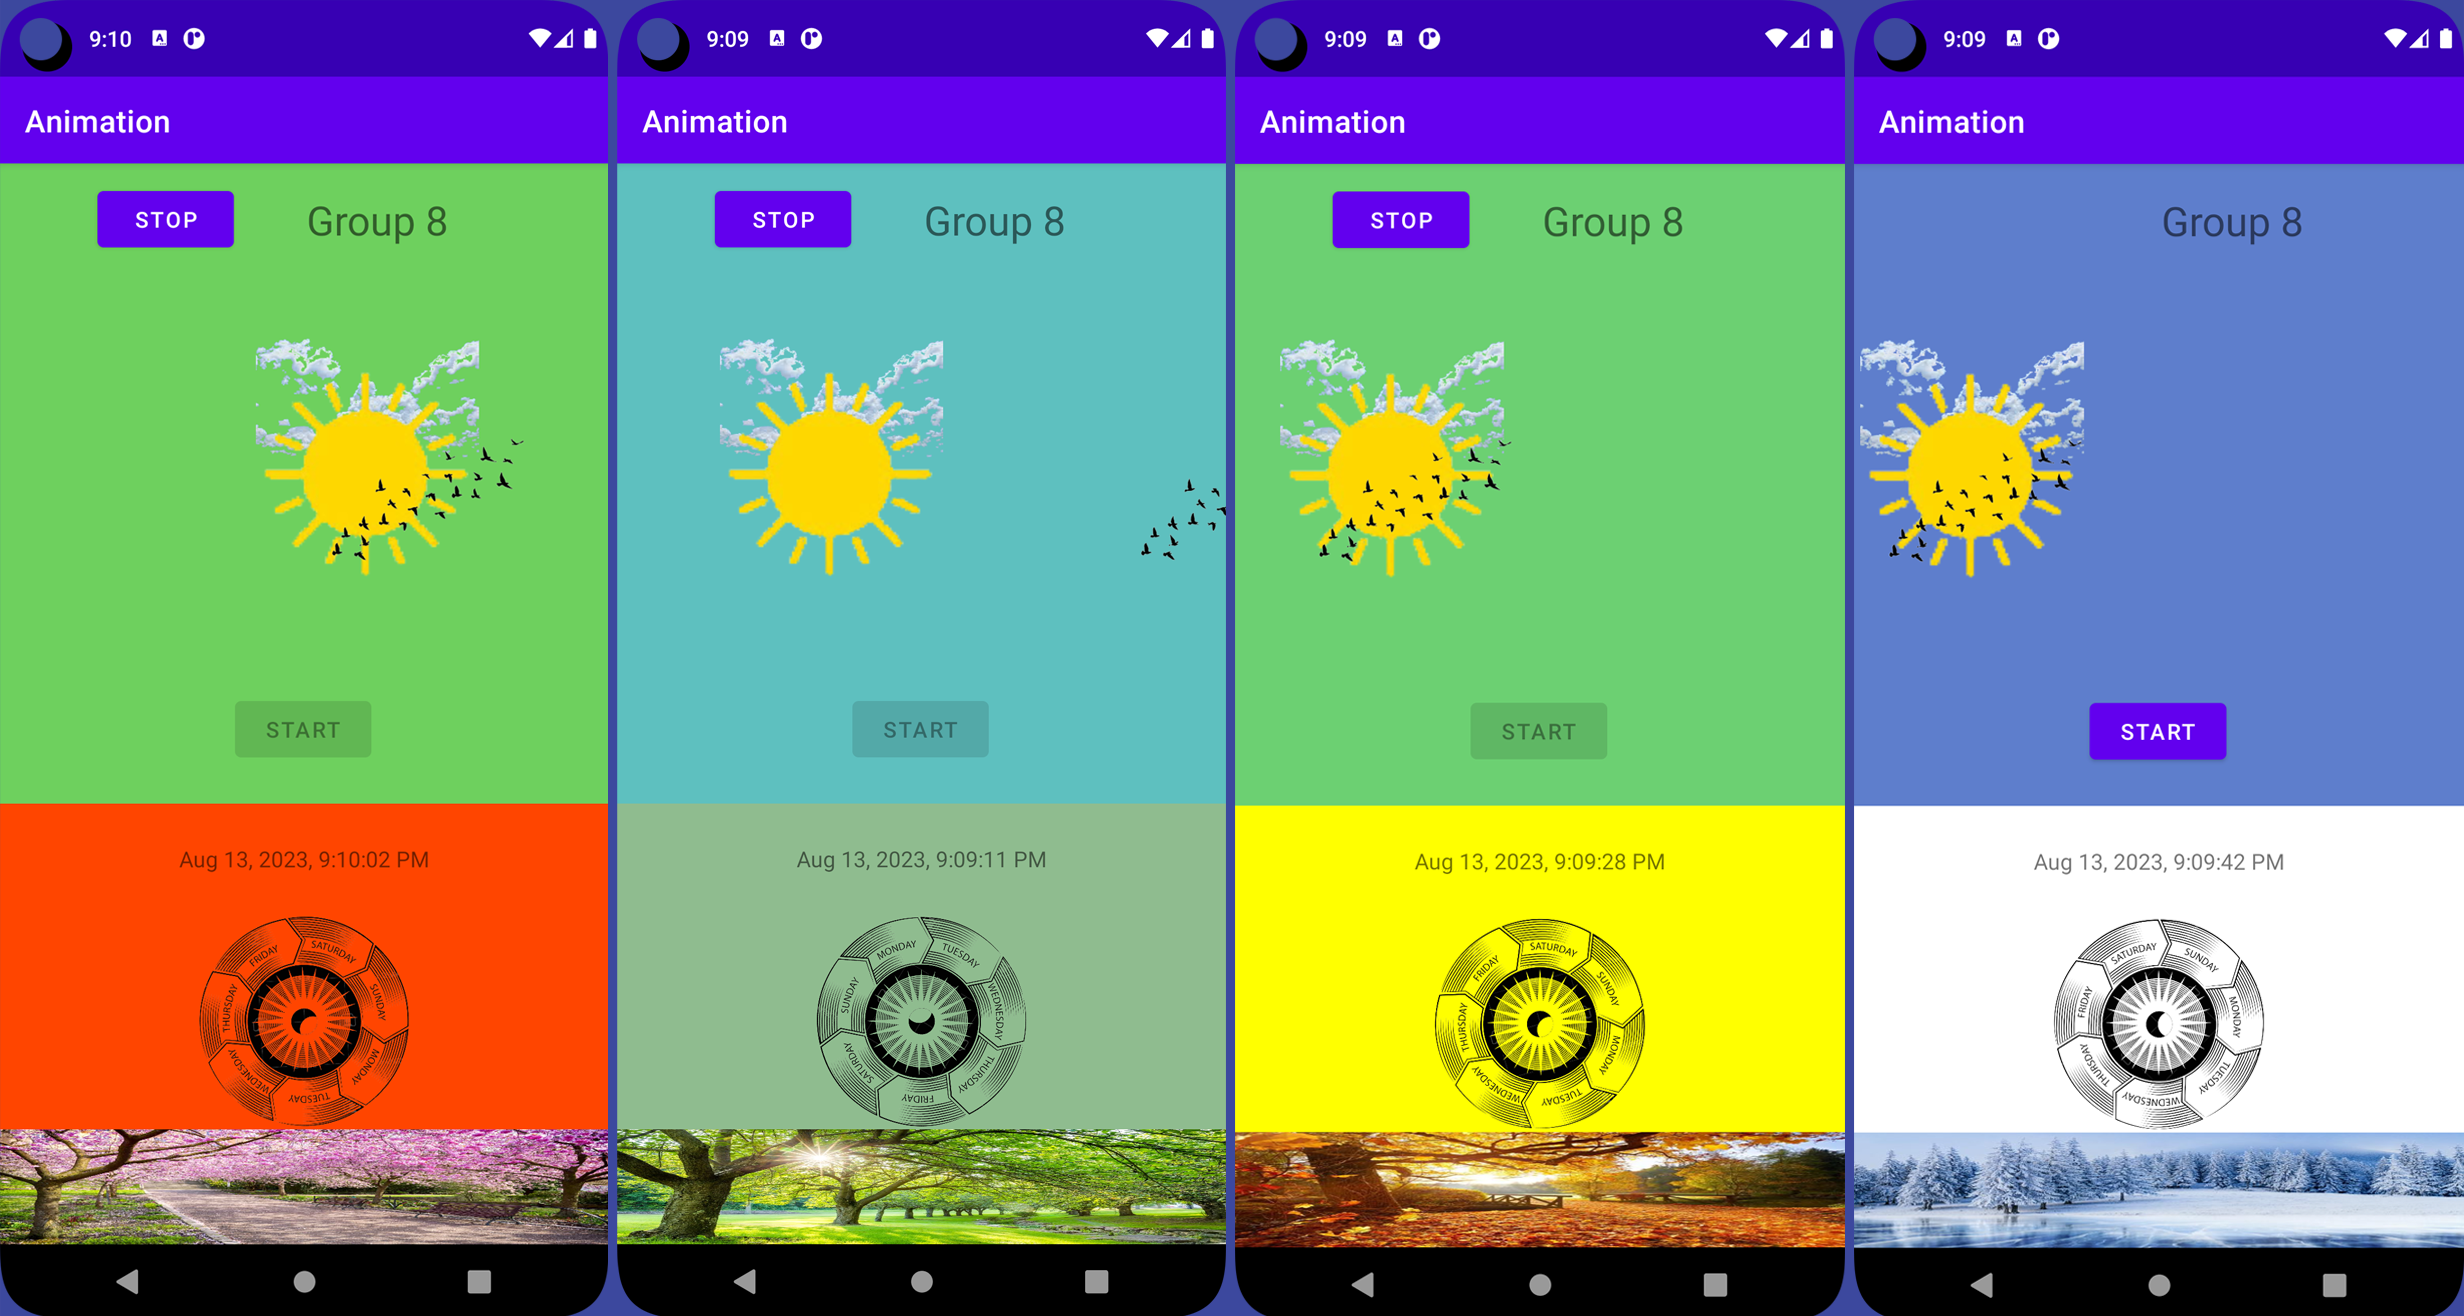 9:10
Animation
STOP
Group 8
START
Aug 13, 2023, 9:10:02 PM
FRIDAY
SATURDAY
SUNDAY
MONDAY
TUESDAY
WEDNESDAY
THURSDAY
9:09
Animation
STOP
Group 8
START
Aug 13, 2023, 9:09:11 PM
MONDAY
TUESDAY
WEDNESDAY
THURSDAY
FRIDAY
SATURDAY
SUNDAY
9:09
Animation
STOP
Group 8
START
Aug 13, 2023, 9:09:28 PM
SATURDAY
SUNDAY
MONDAY
TUESDAY
WEDNESDAY
THURSDAY
FRIDAY
9:09
Animation
Group 8
START
Aug 13, 2023, 9:09:42 PM
SATURDAY
SUNDAY
MONDAY
TUESDAY
WEDNESDAY
THURSDAY
FRIDAY